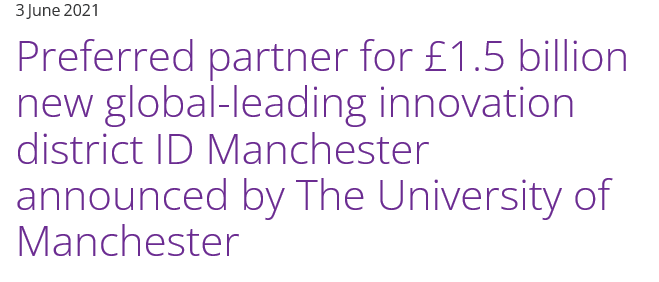 3 June 2021
Preferred partner for £1.5 billion
new global-leading innovation
district ID Manchester
announced by The University of
Manchester